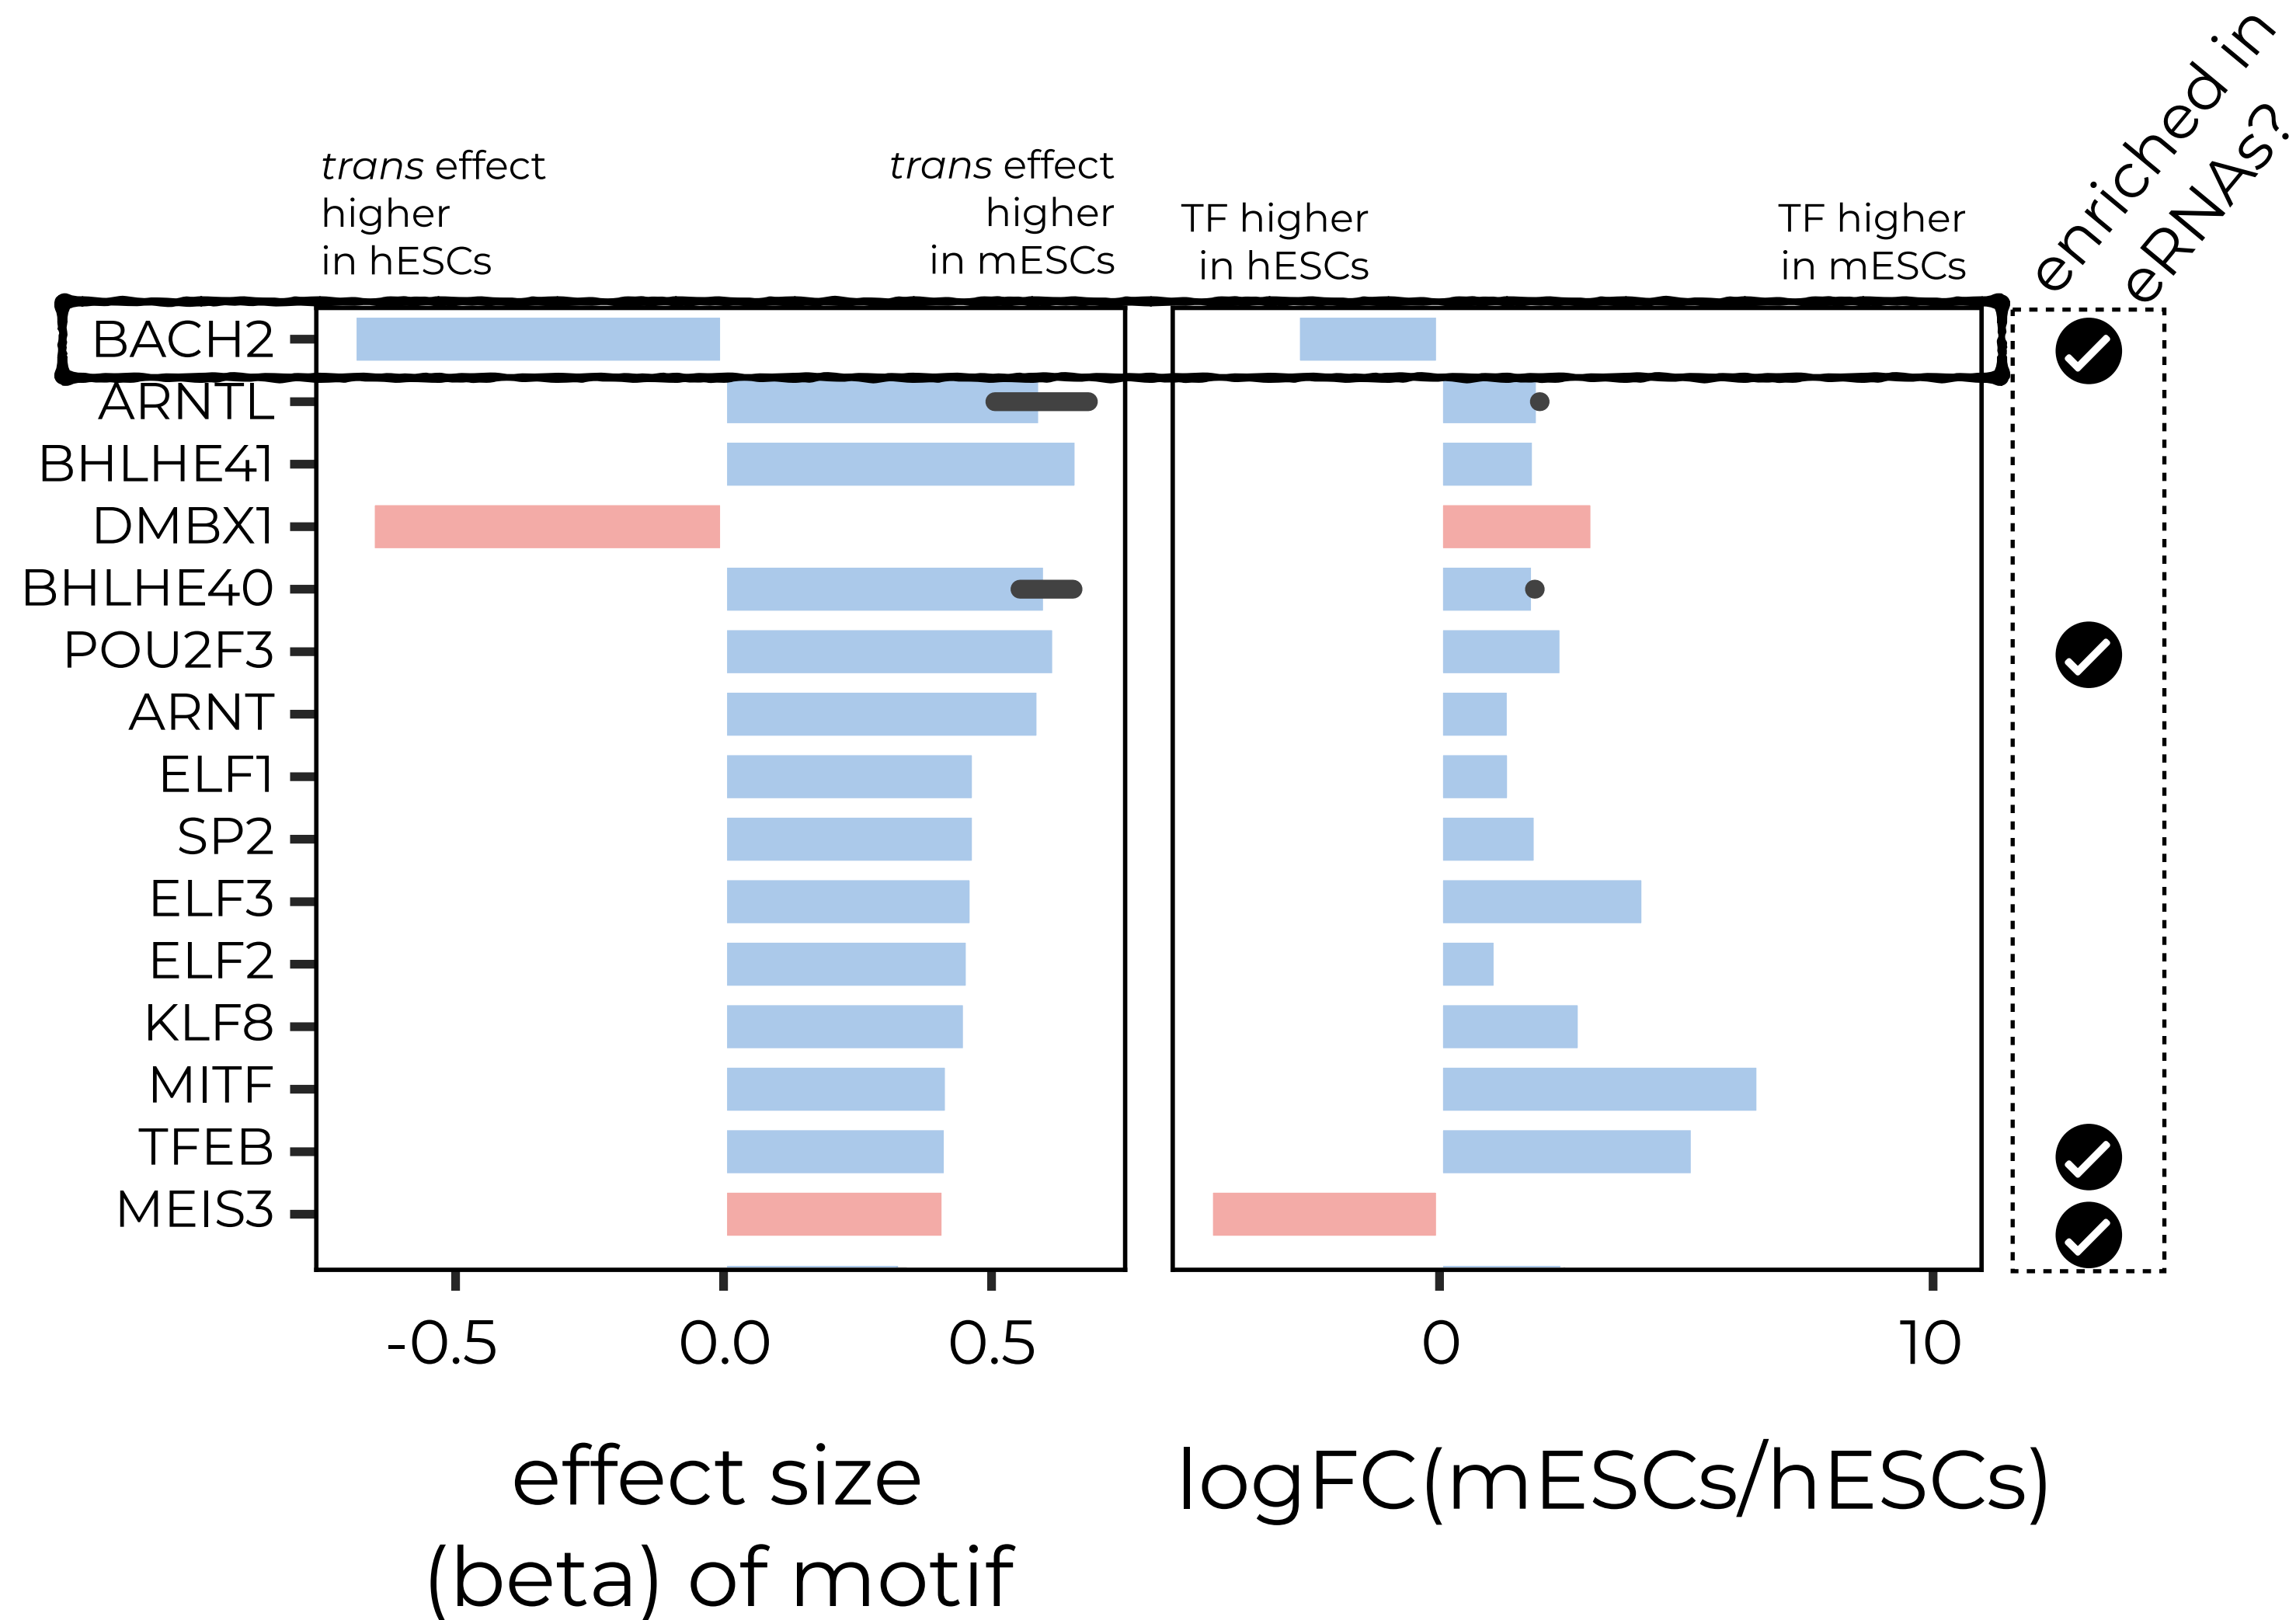 enriched in
eRNAs?
trans effect
higher
in hESCs
trans effect
higher
in mESCs
TF higher
in hESCs
TF higher
in mESCs
BACH2
ARNTL
BHLHE41
DMBX1
BHLHE40
POU2F3
ARNT
ELF1
SP2
ELF3
ELF2
KLF8
MITF
TFEB
MEIS3
-0.5 0.0 0.5
0 10
effect size
(beta) of motif
logFC(mESCs/hESCs)